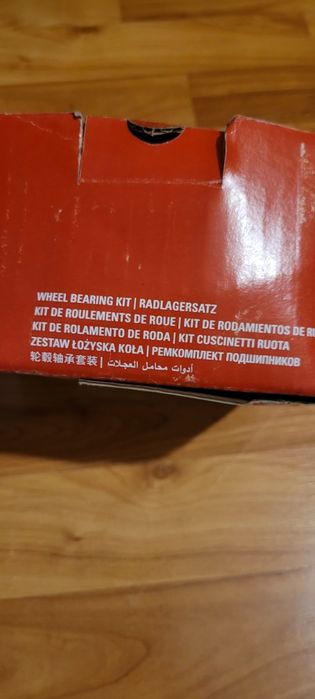 WHEEL BEARING KIT | RADLAGERSATZ
KIT DE ROULEMENTS DE ROUE | KIT DE RODAMIENTOS DE
KIT DE ROLAMENTO DE RODA | KIT CUSCINETTI RUOTA
ZESTAW ŁOŻYSKA KOŁA | РЕМКОМПЛЕКТ ПОДШИПНИКОВ
轮毂轴承套装 | أدوات محامل العجلات